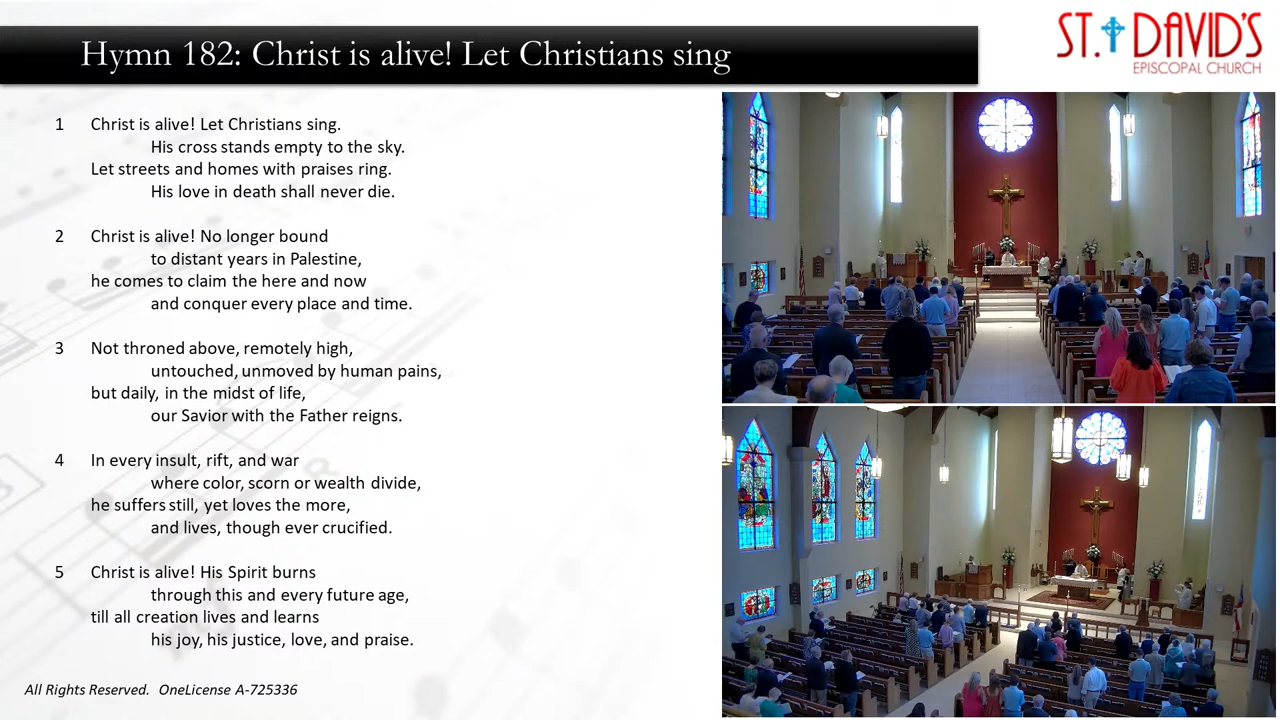 Hymn 182: Christ is alive! Let Christians sing
ST. DAVID'S
EPISCOPAL CHURCH
1 Christ is alive! Let Christians sing.
His cross stands empty to the sky.
Let streets and homes with praises ring.
His love in death shall never die.
2 Christ is alive! No longer bound
to distant years in Palestine,
he comes to claim the here and now
and conquer every place and time.
3 Not throned above, remotely high,
untouched, unmoved by human pains,
but daily, in the midst of life,
our Savior with the Father reigns.
4 In every insult, rift, and war
where color, scorn or wealth divide,
he suffers still, yet loves the more,
and lives, though ever crucified.
5 Christ is alive! His Spirit burns
through this and every future age,
till all creation lives and learns
his joy, his justice, love, and praise.
All Rights Reserved. OneLicense A-725336